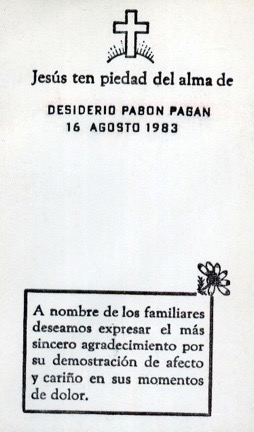 Jesús ten piedad del alma de
DESIDERIO PABON PAGAN
16 AGOSTO 1983
A nombre de los familiares
deseamos expresar el más
sincero agradecimiento por
su demostración de afecto
y cariño en sus momentos
de dolor.